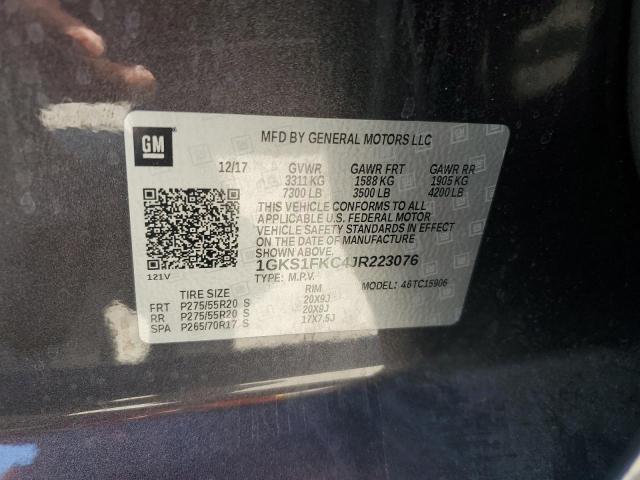 GM
MFD BY GENERAL MOTORS LLC
12/17 GVWR GAWR FRT GAWR RR
3311 KG 1588 KG 1905 KG
7300 LB 3500 LB 4200 LB
THIS VEHICLE CONFORMS TO ALL
APPLICABLE U.S. FEDERAL MOTOR
VEHICLE SAFETY STANDARDS IN EFFECT
ON THE DATE OF MANUFACTURE
SHOWN ABOVE.
1GKS1FKC4JR223076
121V
TYPE: M.P.V.
MODEL: 46TC15906
TIRE SIZE RIM
FRT P275/55R20 S 20X9J
RR P275/55R20 S 20X9J
SPA P265/70R17 S 17X7.5J